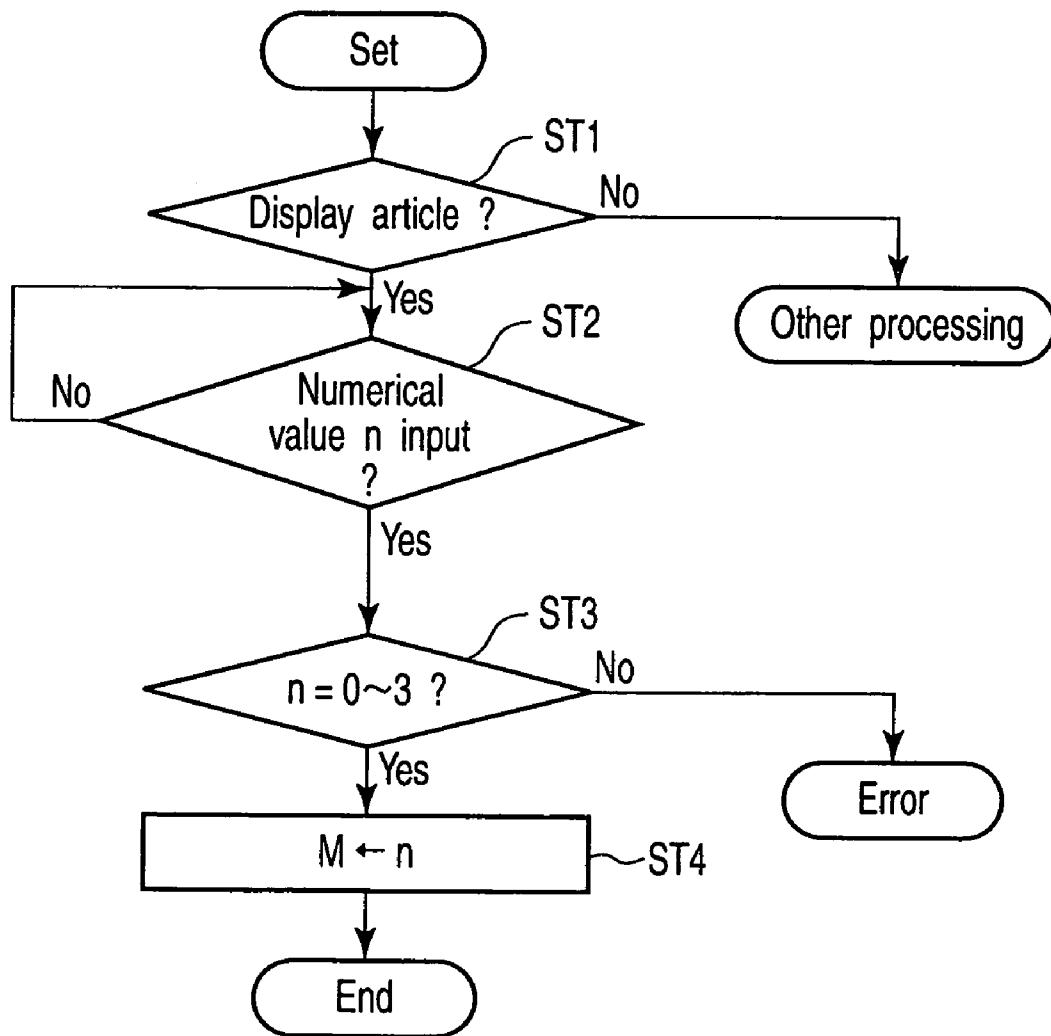 Set
ST1
Display article ?
No
Yes
Other processing
ST2
No
Numerical
value n input
?
Yes
ST3
n = 0~3 ?
No
Yes
Error
M ← n
ST4
End